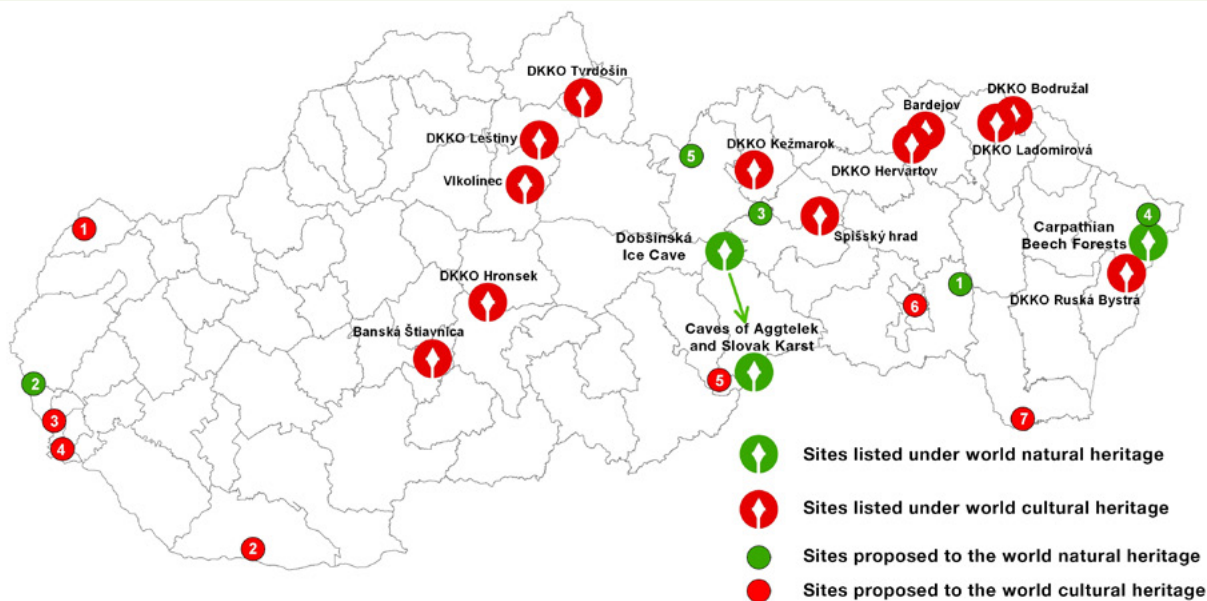 DKKO Tvrdošín
DKKO Bodružal
Bardejov
DKKO Leštiny
5
DKKO Kežmarok
DKKO Ladomirová
DKKO Hervartov
Vlkolínec
3
4
1
Carpathian
Beech Forests
Spišský hrad
Dobšinská
Ice Cave
DKKO Hronsek
1
DKKO Ruská Bystrá
6
Banská Štiavnica
Caves of Aggtelek
and Slovak Karst
2
5
3
7
4
Sites listed under world natural heritage
Sites listed under world cultural heritage
2
Sites proposed to the world natural heritage
Sites proposed to the world cultural heritage